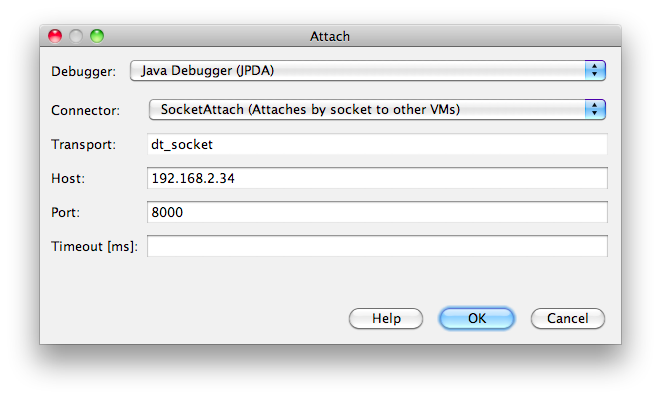 Attach
Debugger: Java Debugger (JPDA)
Connector: SocketAttach (Attaches by socket to other VMs)
Transport: dt_socket
Host: 192.168.2.34
Port: 8000
Timeout [ms]:
Help OK Cancel